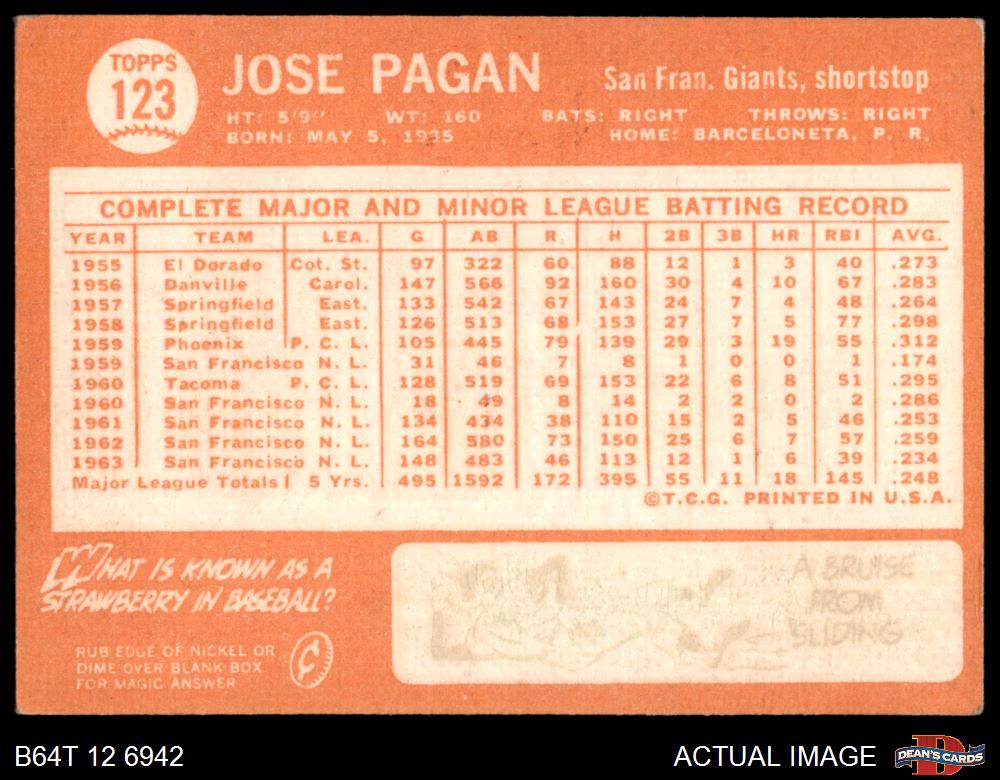 TOPPS
123
JOSE PAGAN
San Fran. Giants, shortstop
HT: 5'9" WT: 160 BATS: RIGHT THROWS: RIGHT
BORN: MAY 5, 1935 HOME: BARCELONETA, P. R.
COMPLETE MAJOR AND MINOR LEAGUE BATTING RECORD
YEAR TEAM LEA. G AB R H 2B 3B HR RBI AVG.
1955 El Dorado Cot. St. 97 322 60 88 12 1 3 40 .273
1956 Danville Carol. 147 566 92 160 30 4 10 67 .283
1957 Springfield East. 133 542 67 143 24 7 4 48 .264
1958 Springfield East. 126 513 68 153 27 7 5 77 .298
1959 Phoenix P. C. L. 105 445 79 139 29 3 19 55 .312
1959 San Francisco N. L. 31 46 7 8 1 0 0 1 .174
1960 Tacoma P. C. L. 128 519 69 153 22 6 8 51 .295
1960 San Francisco N. L. 18 49 8 14 2 2 0 2 .286
1961 San Francisco N. L. 134 434 38 110 15 2 5 46 .253
1962 San Francisco N. L. 164 580 73 150 25 6 7 57 .259
1963 San Francisco N. L. 148 483 46 113 12 1 6 39 .234
Major League Totals 5 Yrs. 495 1592 172 395 55 11 18 145 .248
©T.C.G. PRINTED IN U.S.A.
WHAT IS KNOWN AS A
STRAWBERRY IN BASEBALL?
RUB EDGE OF NICKEL OR
DIME OVER BLANK BOX
FOR MAGIC ANSWER
¢
A BRUISE
FROM
SLIDING
B64T 12 6942
ACTUAL IMAGE
DEAN'S CARDS